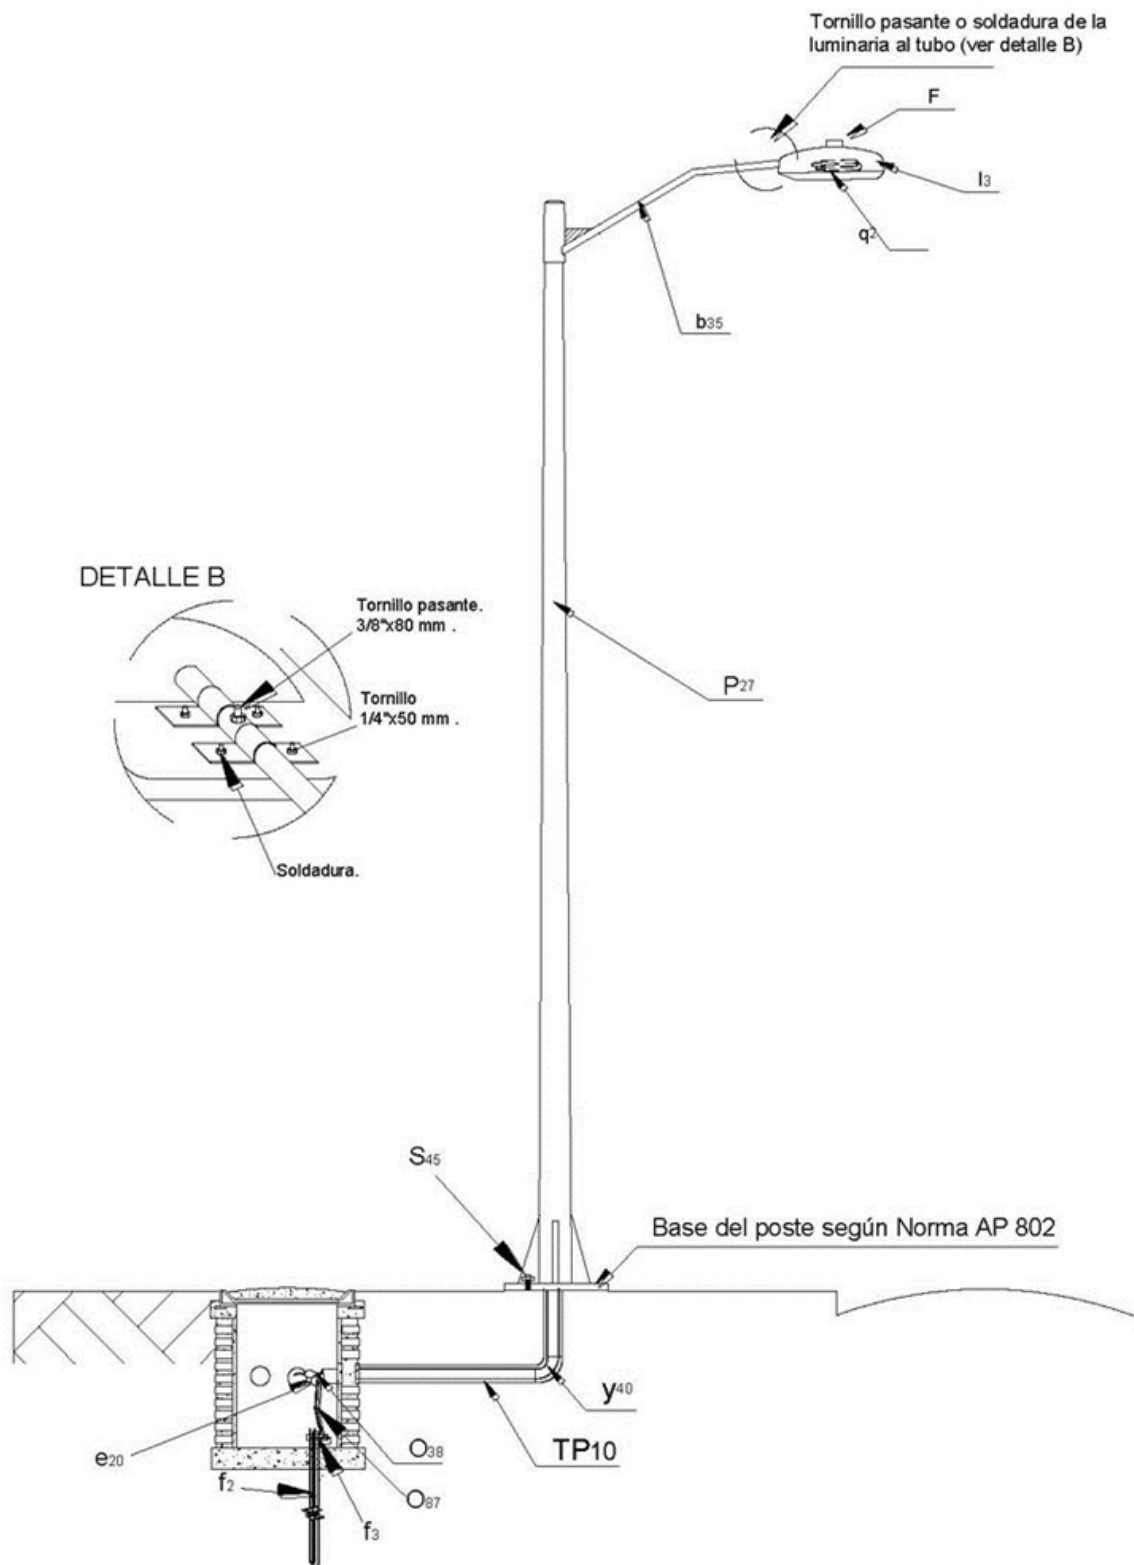 Tornillo pasante o soldadura de la
luminaria al tubo (ver detalle B)
F
l3
q2
b35
DETALLE B
Tornillo pasante.
3/8"x80 mm .
P27
Tornillo
1/4"x50 mm .
Soldadura.
S45
Base del poste según Norma AP 802
y40
O38
TP10
e20
f2
O87
f3